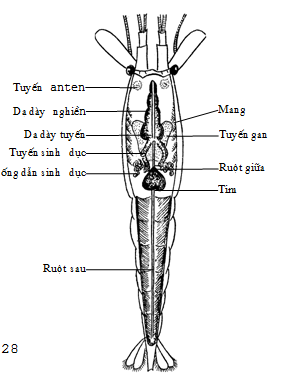 Tuyến anten
Dạ dày nghiền
Dạ dày tuyến
Tuyến sinh dục
ống dẫn sinh dục
Ruột sau
Mang
Tuyến gan
Ruột giữa
Tim
28